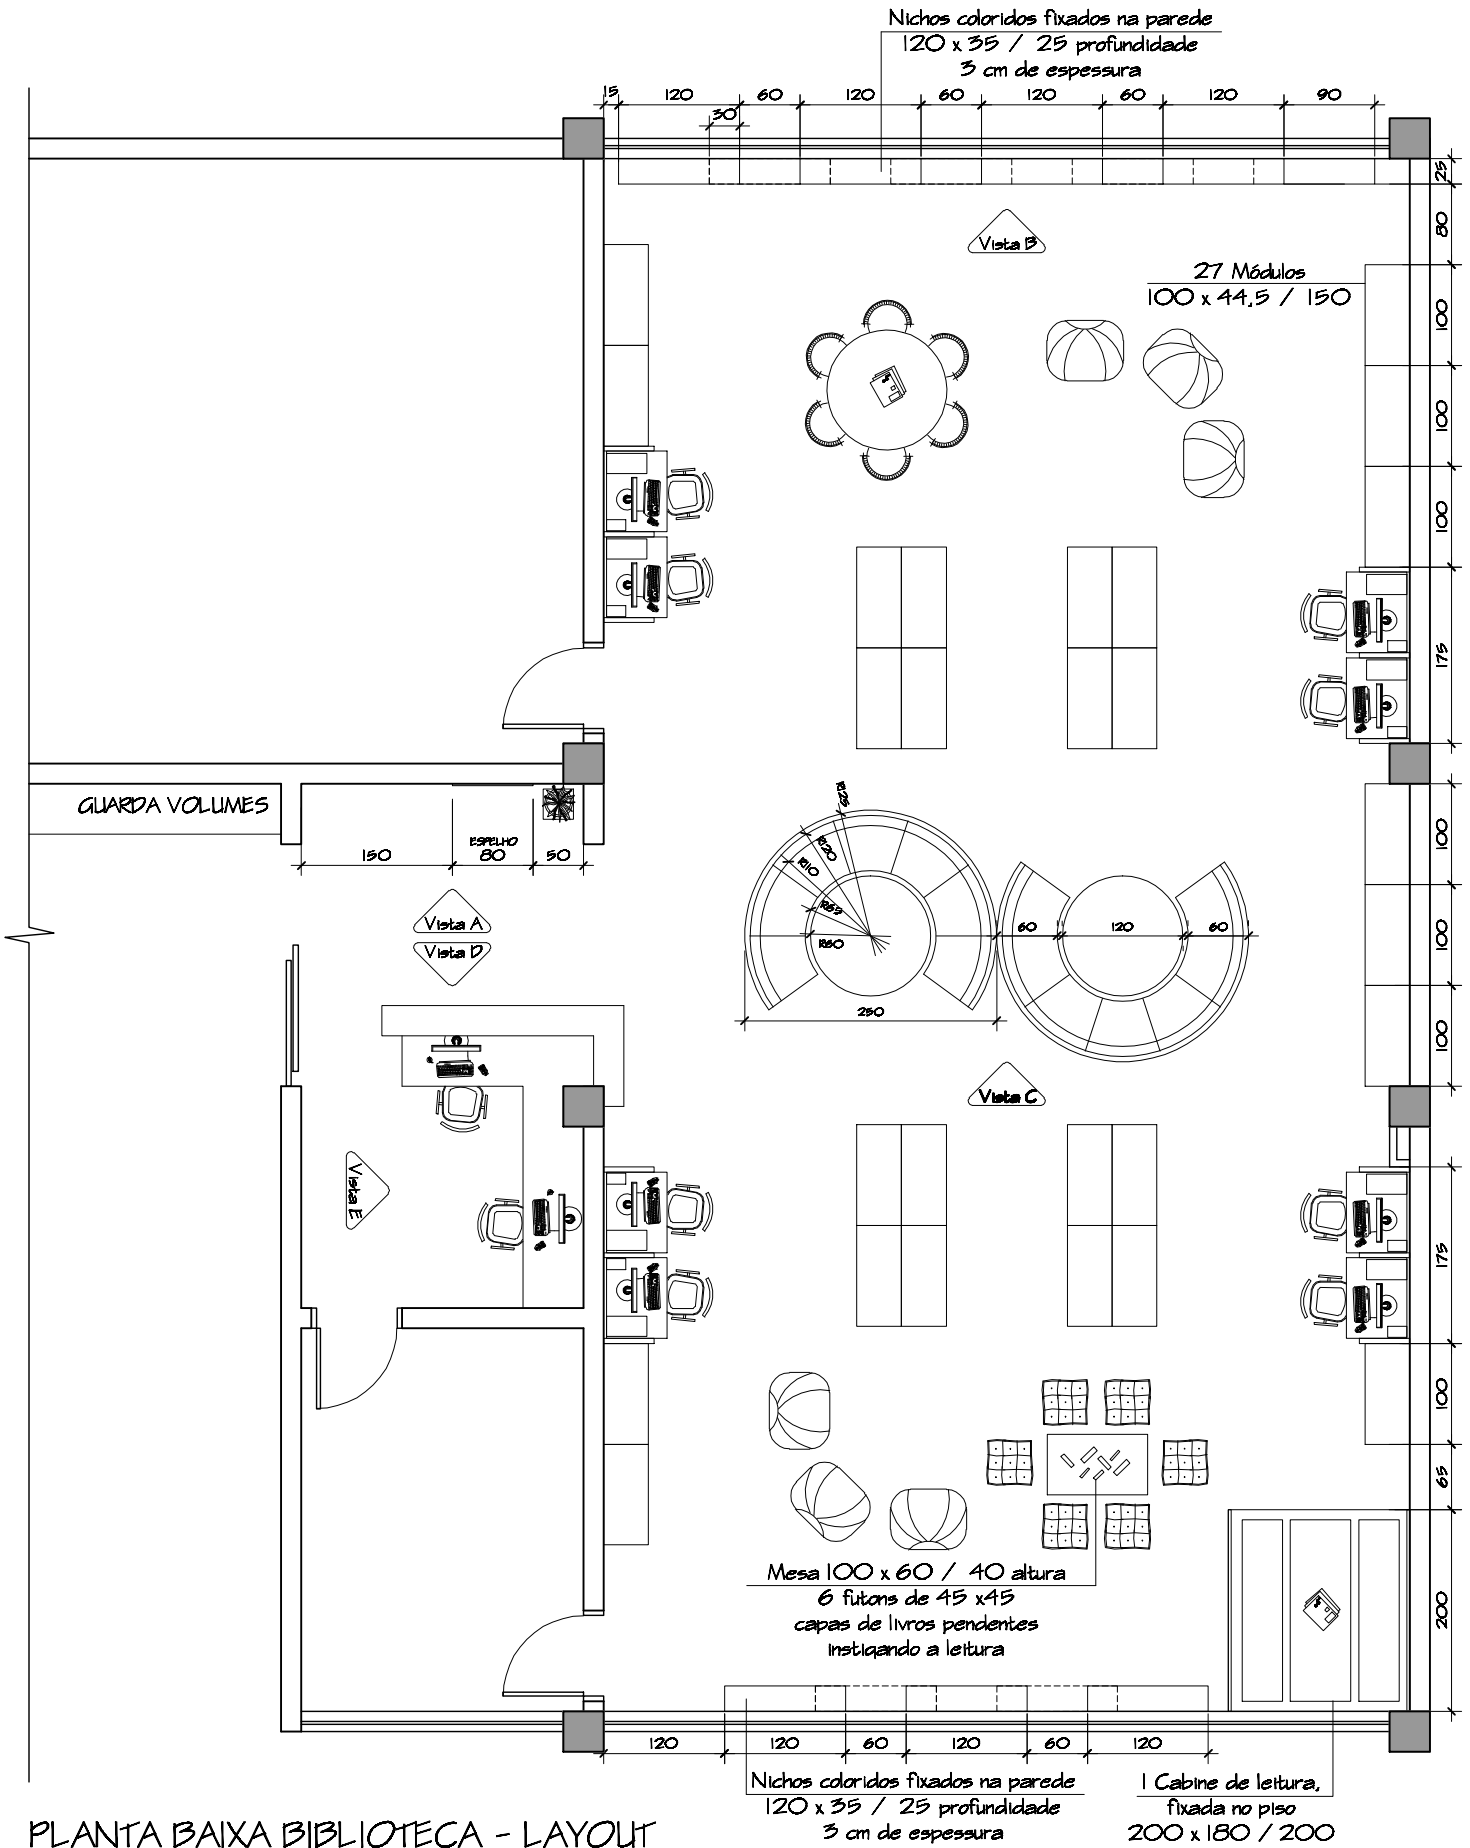 Nichos coloridos fixados na parede
120 x 35 / 25 profundidade
3 cm de espessura
15 120 60 120 60 120 60 120 90
30
25
80
Vista B
27 Módulos
100 x 44,5 / 150
100
100
100
175
GUARDA VOLUMES
ESPELHO
150 80 50
R125
R120
R110
R65
R60
100
Vista A
Vista D
60 120 60
100
250
100
Vista C
Vista E
175
100
65
Mesa 100 x 60 / 40 altura
6 futons de 45 x45
capas de livros pendentes
instigando a leitura
200
120 120 60 120 60 120
Nichos coloridos fixados na parede
120 x 35 / 25 profundidade
3 cm de espessura
1 Cabine de leitura,
fixada no piso
200 x 180 / 200
PLANTA BAIXA BIBLIOTECA - LAYOUT